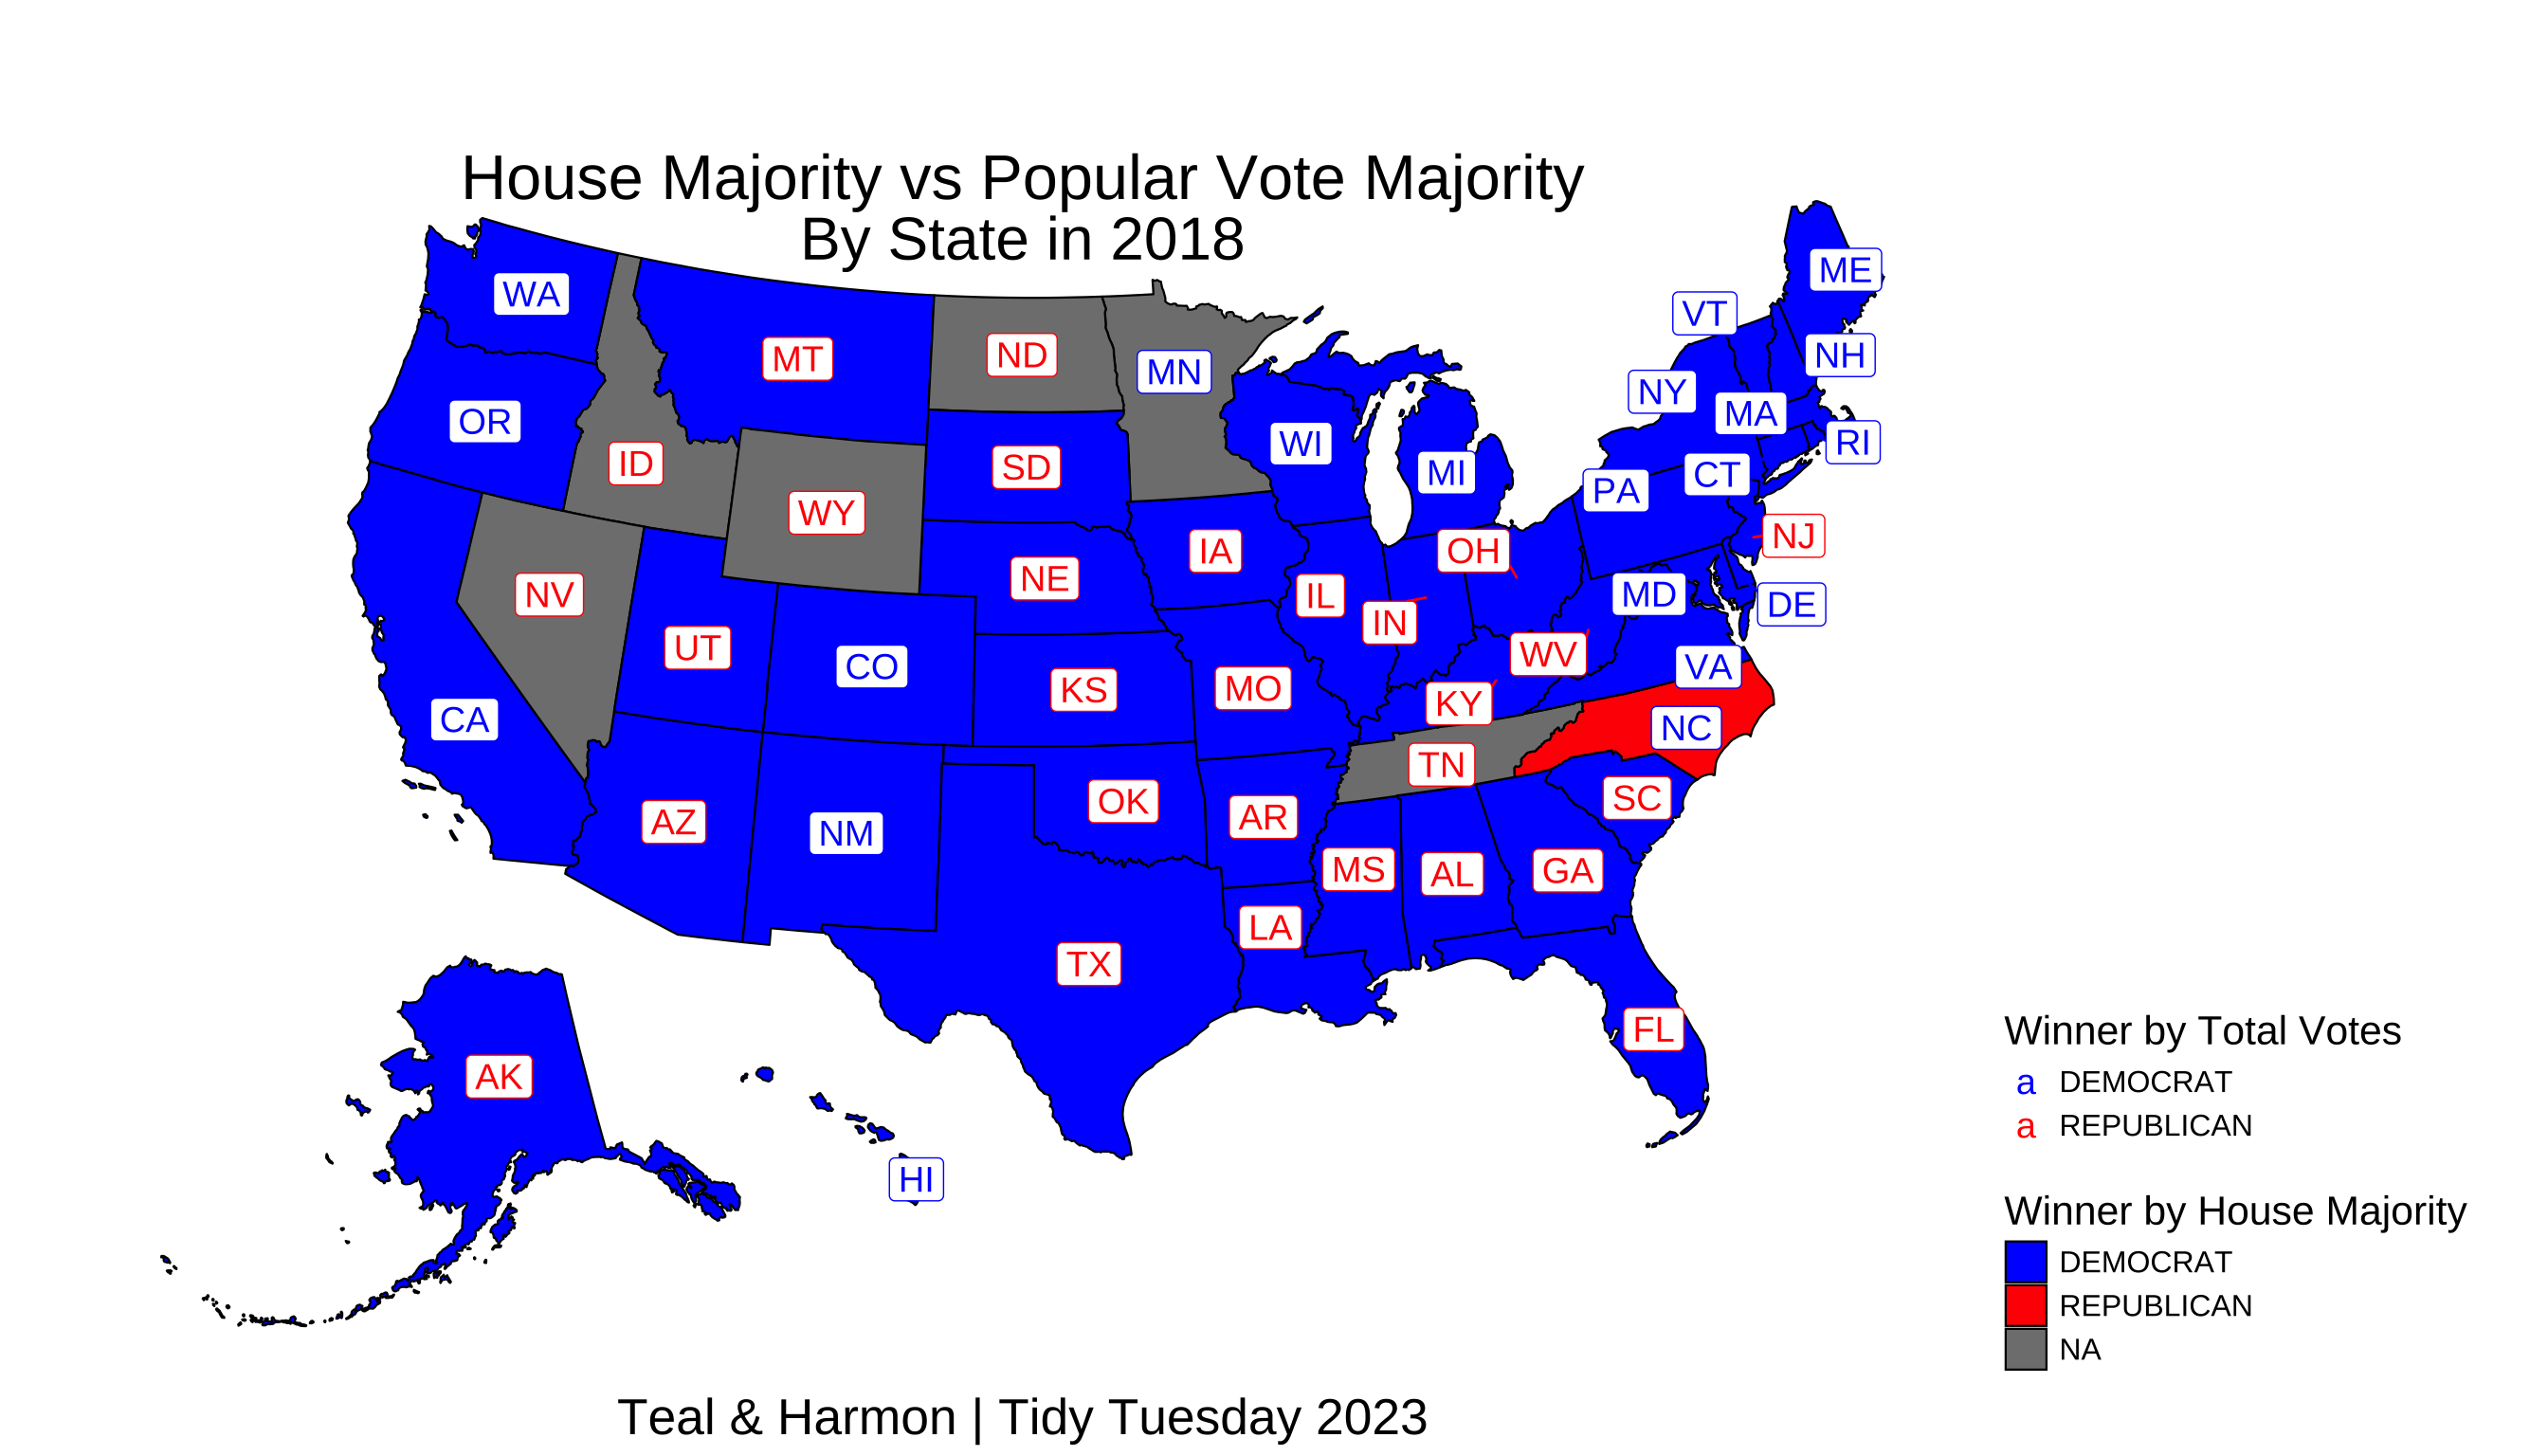 House Majority vs Popular Vote Majority
By State in 2018
ME
WA
VT
MT
ND
NH
MN
NY
OR
MA
WI
RI
ID
SD
MI
CT
PA
WY
NJ
IA
OH
NE
NV
IL
MD
DE
IN
UT
WV
CO
VA
KS
MO
KY
CA
NC
TN
SC
OK
AR
AZ
NM
MS
GA
AL
LA
TX
FL
AK
HI
Winner by Total Votes
a DEMOCRAT
a REPUBLICAN
Winner by House Majority
DEMOCRAT
REPUBLICAN
NA
Teal & Harmon | Tidy Tuesday 2023